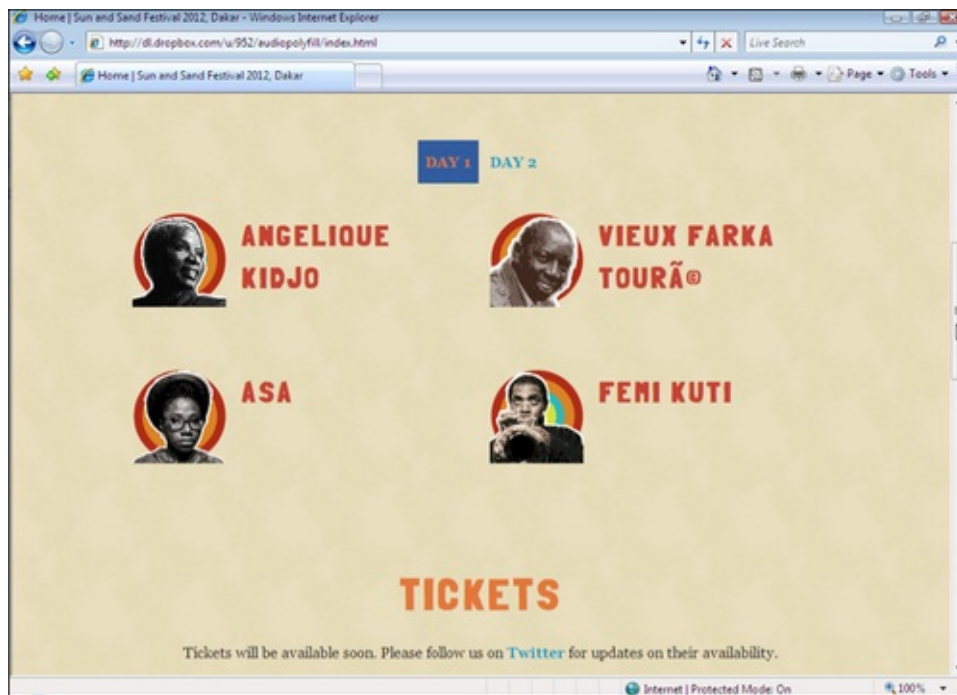 Home | Sun and Sand Festival 2012, Dakar - Windows Internet Explorer
http://dl.dropbox.com/u/952/audiopolyfill/index.html
Live Search
Home | Sun and Sand Festival 2012, Dakar
Page
Tools
DAY 1 DAY 2
ANGELIQUE
KIDJO
VIEUX FARKA
TOURÃ©
ASA
FEMI KUTI
TICKETS
Tickets will be available soon. Please follow us on Twitter for updates on their availability.
Internet | Protected Mode: On 100%